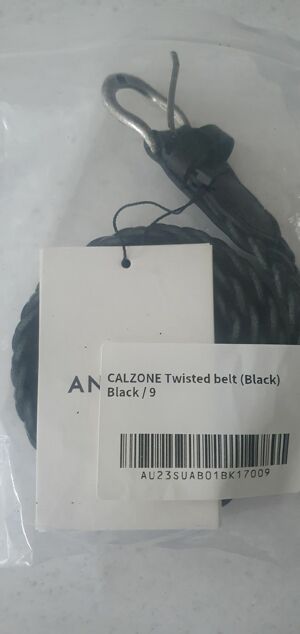 AN
CALZONE Twisted belt (Black)
Black / 9
AU23SUAB01BK17009